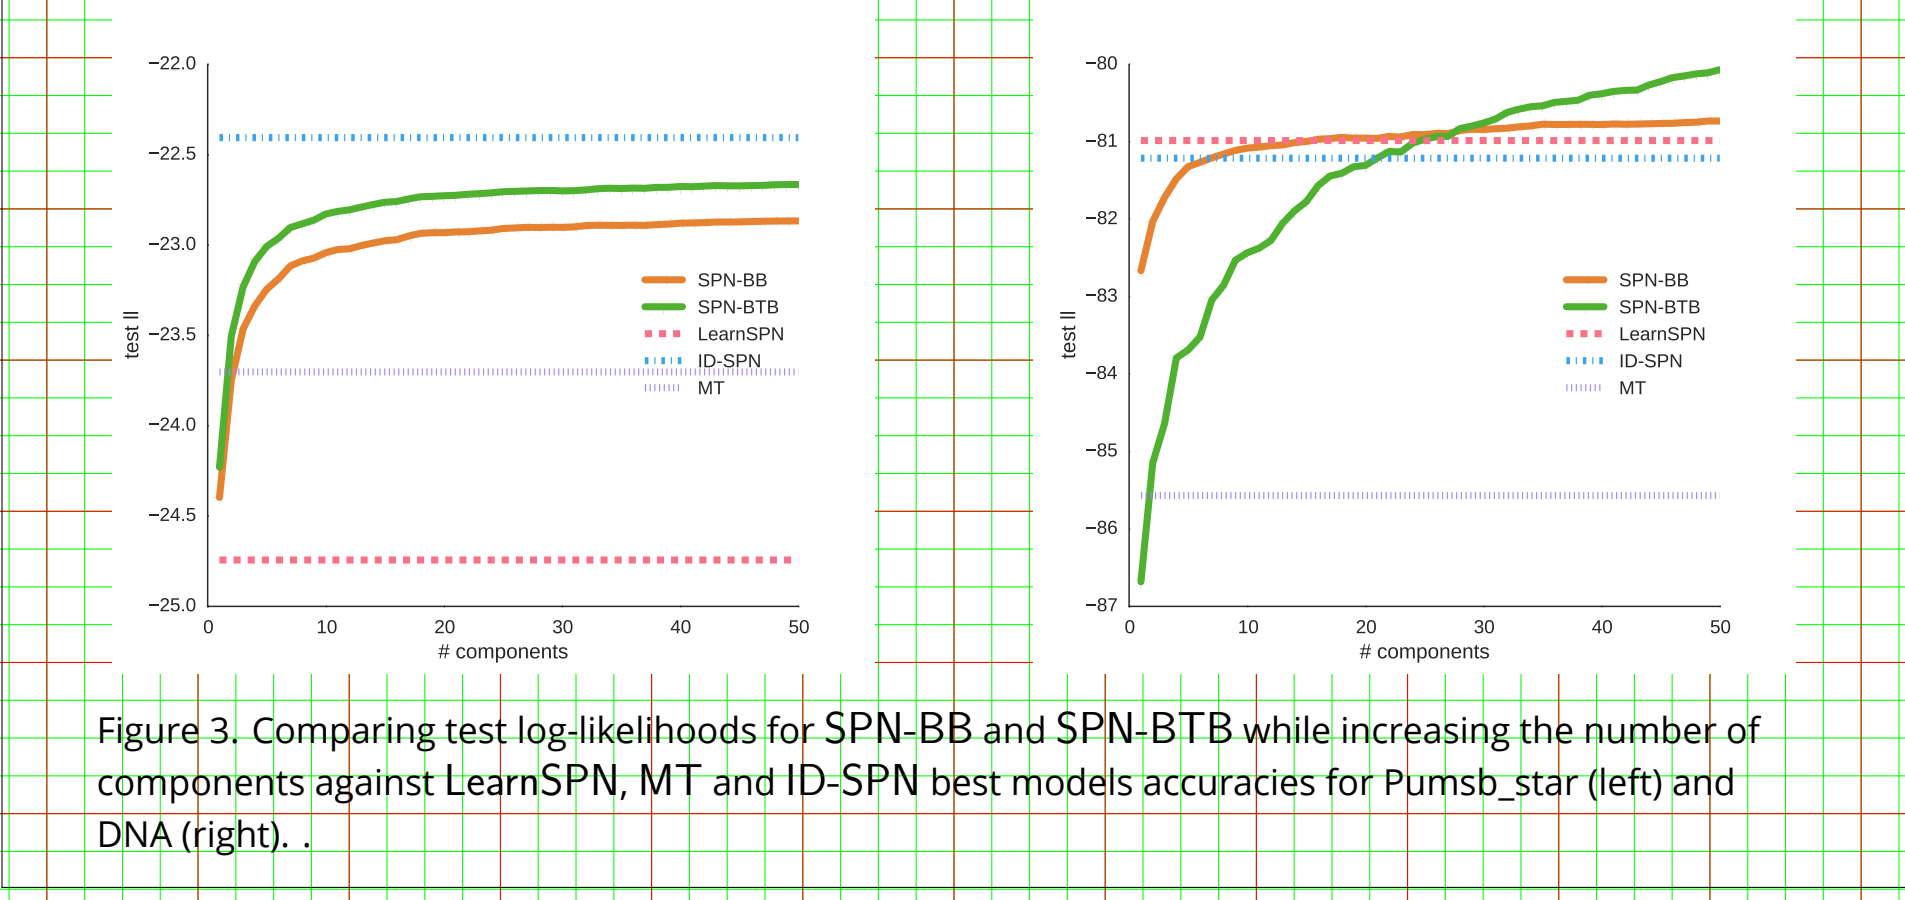 −22.0
−22.5
−23.0
−23.5
−24.0
−24.5
−25.0
test ll
0 10 20 30 40 50
# components
SPN-BB
SPN-BTB
LearnSPN
ID-SPN
MT
−80
−81
−82
−83
−84
−85
−86
−87
test ll
0 10 20 30 40 50
# components
SPN-BB
SPN-BTB
LearnSPN
ID-SPN
MT
Figure 3. Comparing test log-likelihoods for SPN-BB and SPN-BTB while increasing the number of
components against LearnSPN, MT and ID-SPN best models accuracies for Pumsb_star (left) and
DNA (right). .